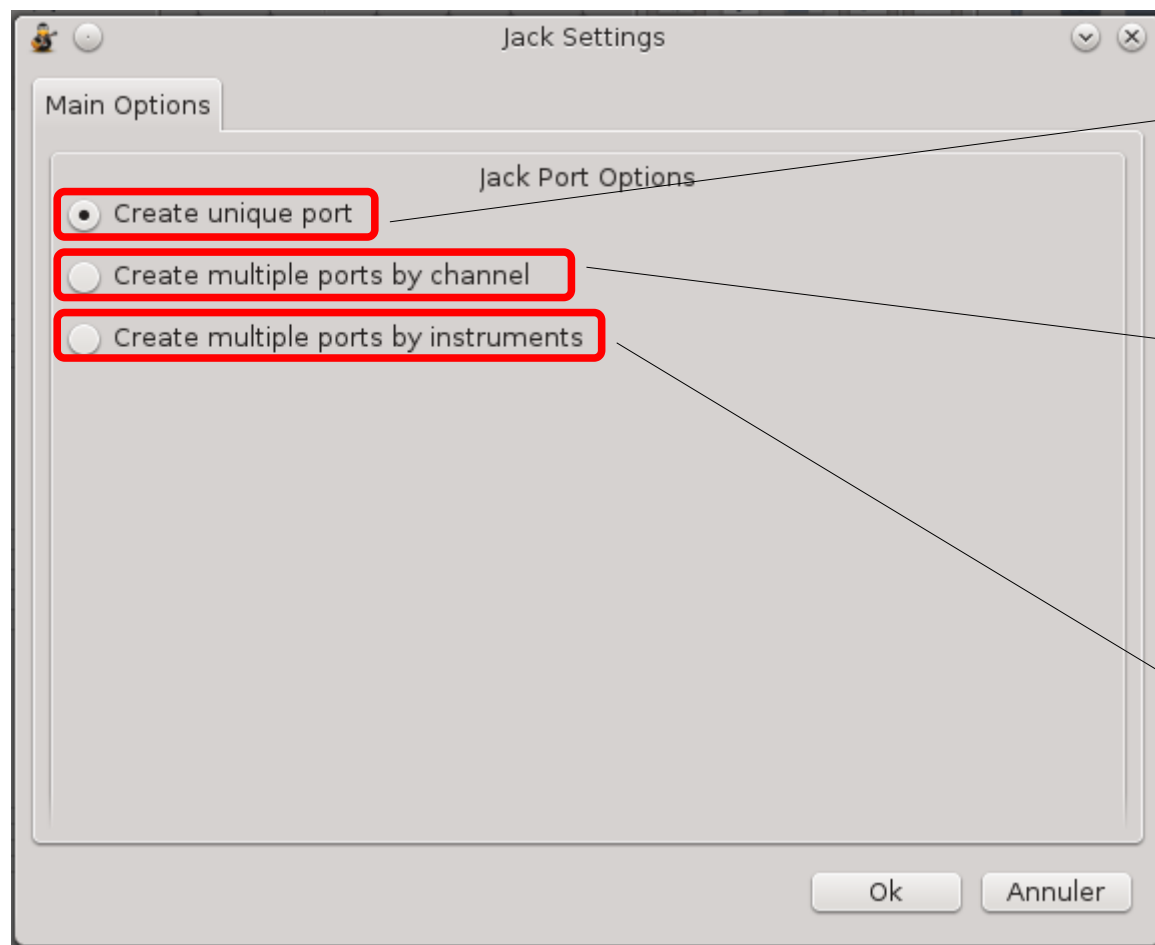 Jack Settings
Main Options
Jack Port Options
Create unique port
Create multiple ports by channel
Create multiple ports by instruments
Ok
Annuler